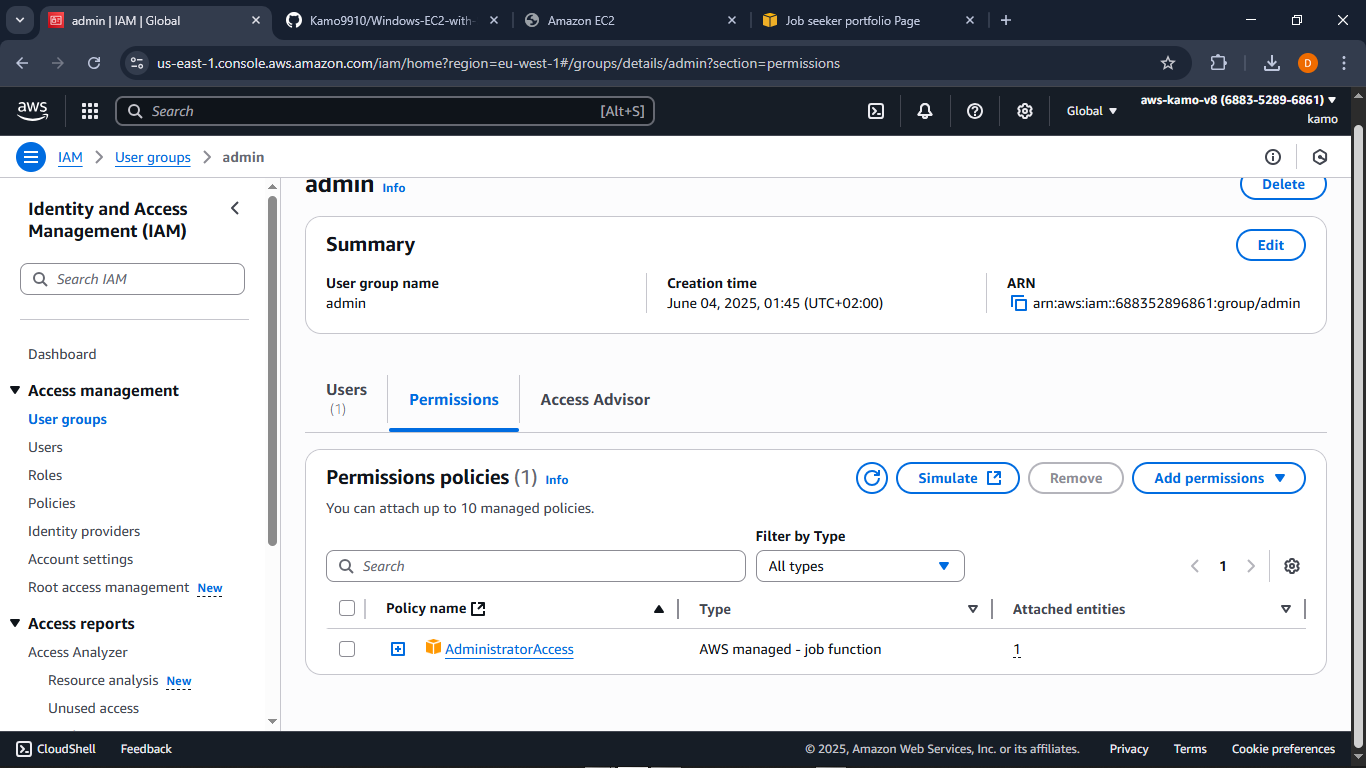 admin | IAM | Global
Kamo9910/Windows-EC2-with-
Amazon EC2
Job seeker portfolio Page
us-east-1.console.aws.amazon.com/iam/home?region=eu-west-1#/groups/details/admin?section=permissions
D
aws
Search [Alt+S]
Global
aws-kamo-v8 (6883-5289-6861)
kamo
IAM > User groups > admin
Identity and Access
Management (IAM)
Search IAM
Dashboard
Access management
User groups
Users
Roles
Policies
Identity providers
Account settings
Root access management New
Access reports
Access Analyzer
Resource analysis New
Unused access
admin Info
Delete
Summary
Edit
User group name
admin
Creation time
June 04, 2025, 01:45 (UTC+02:00)
ARN
arn:aws:iam::688352896861:group/admin
Users
(1)
Permissions
Access Advisor
Permissions policies (1) Info
Simulate
Remove
Add permissions
You can attach up to 10 managed policies.
Filter by Type
Search
All types
1
Policy name
Type
Attached entities
AdministratorAccess
AWS managed - job function
1
CloudShell
Feedback
© 2025, Amazon Web Services, Inc. or its affiliates.
Privacy
Terms
Cookie preferences